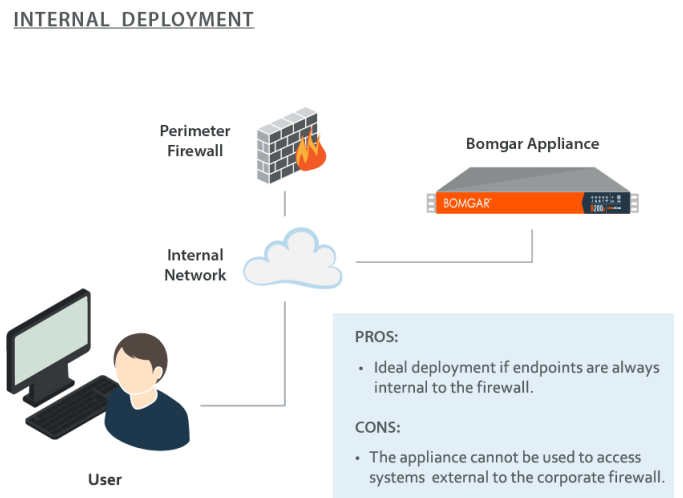 INTERNAL DEPLOYMENT
Perimeter
Firewall
Bomgar Appliance
BOMGAR
B200
Internal
Network
User
PROS:
• Ideal deployment if endpoints are always
internal to the firewall.
CONS:
• The appliance cannot be used to access
systems external to the corporate firewall.